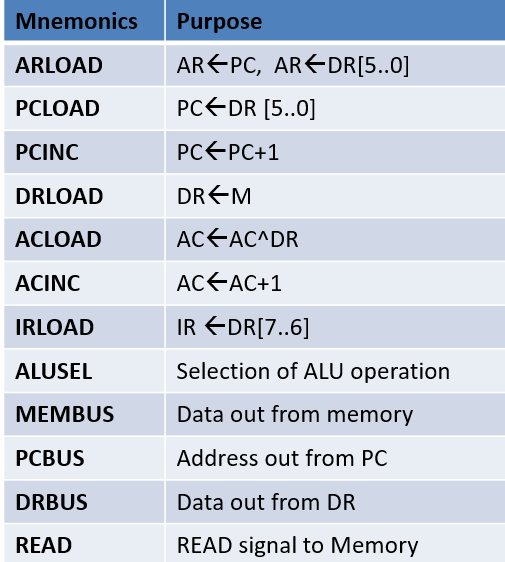 Mnemonics Purpose
ARLOAD AR←PC, AR←DR[5..0]
PCLOAD PC←DR [5..0]
PCINC PC←PC+1
DRLOAD DR←M
ACLOAD AC←AC^DR
ACINC AC←AC+1
IRLOAD IR ←DR[7..6]
ALUSEL Selection of ALU operation
MEMBUS Data out from memory
PCBUS Address out from PC
DRBUS Data out from DR
READ READ signal to Memory